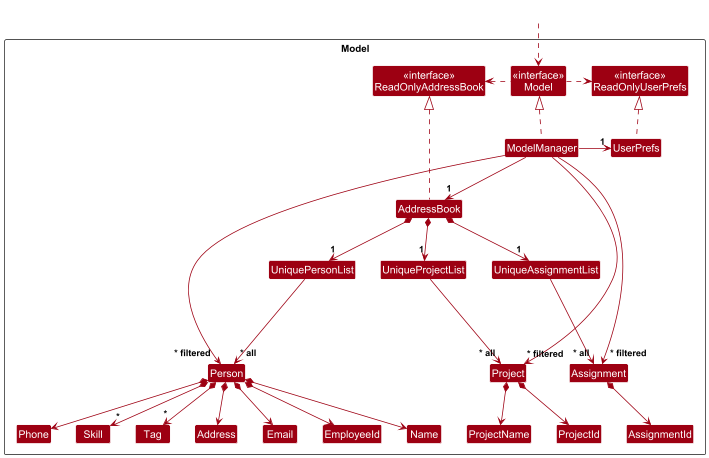 Model
«interface»
ReadOnlyAddressBook
«interface»
Model
«interface»
ReadOnlyUserPrefs
ModelManager
1
UserPrefs
1
AddressBook
1
1
1
UniquePersonList
UniqueProjectList
UniqueAssignmentList
* filtered
* all
* all
* filtered
* all
* filtered
Person
Project
Assignment
*
*
Phone
Skill
Tag
Address
Email
EmployeeId
Name
ProjectName
ProjectId
AssignmentId